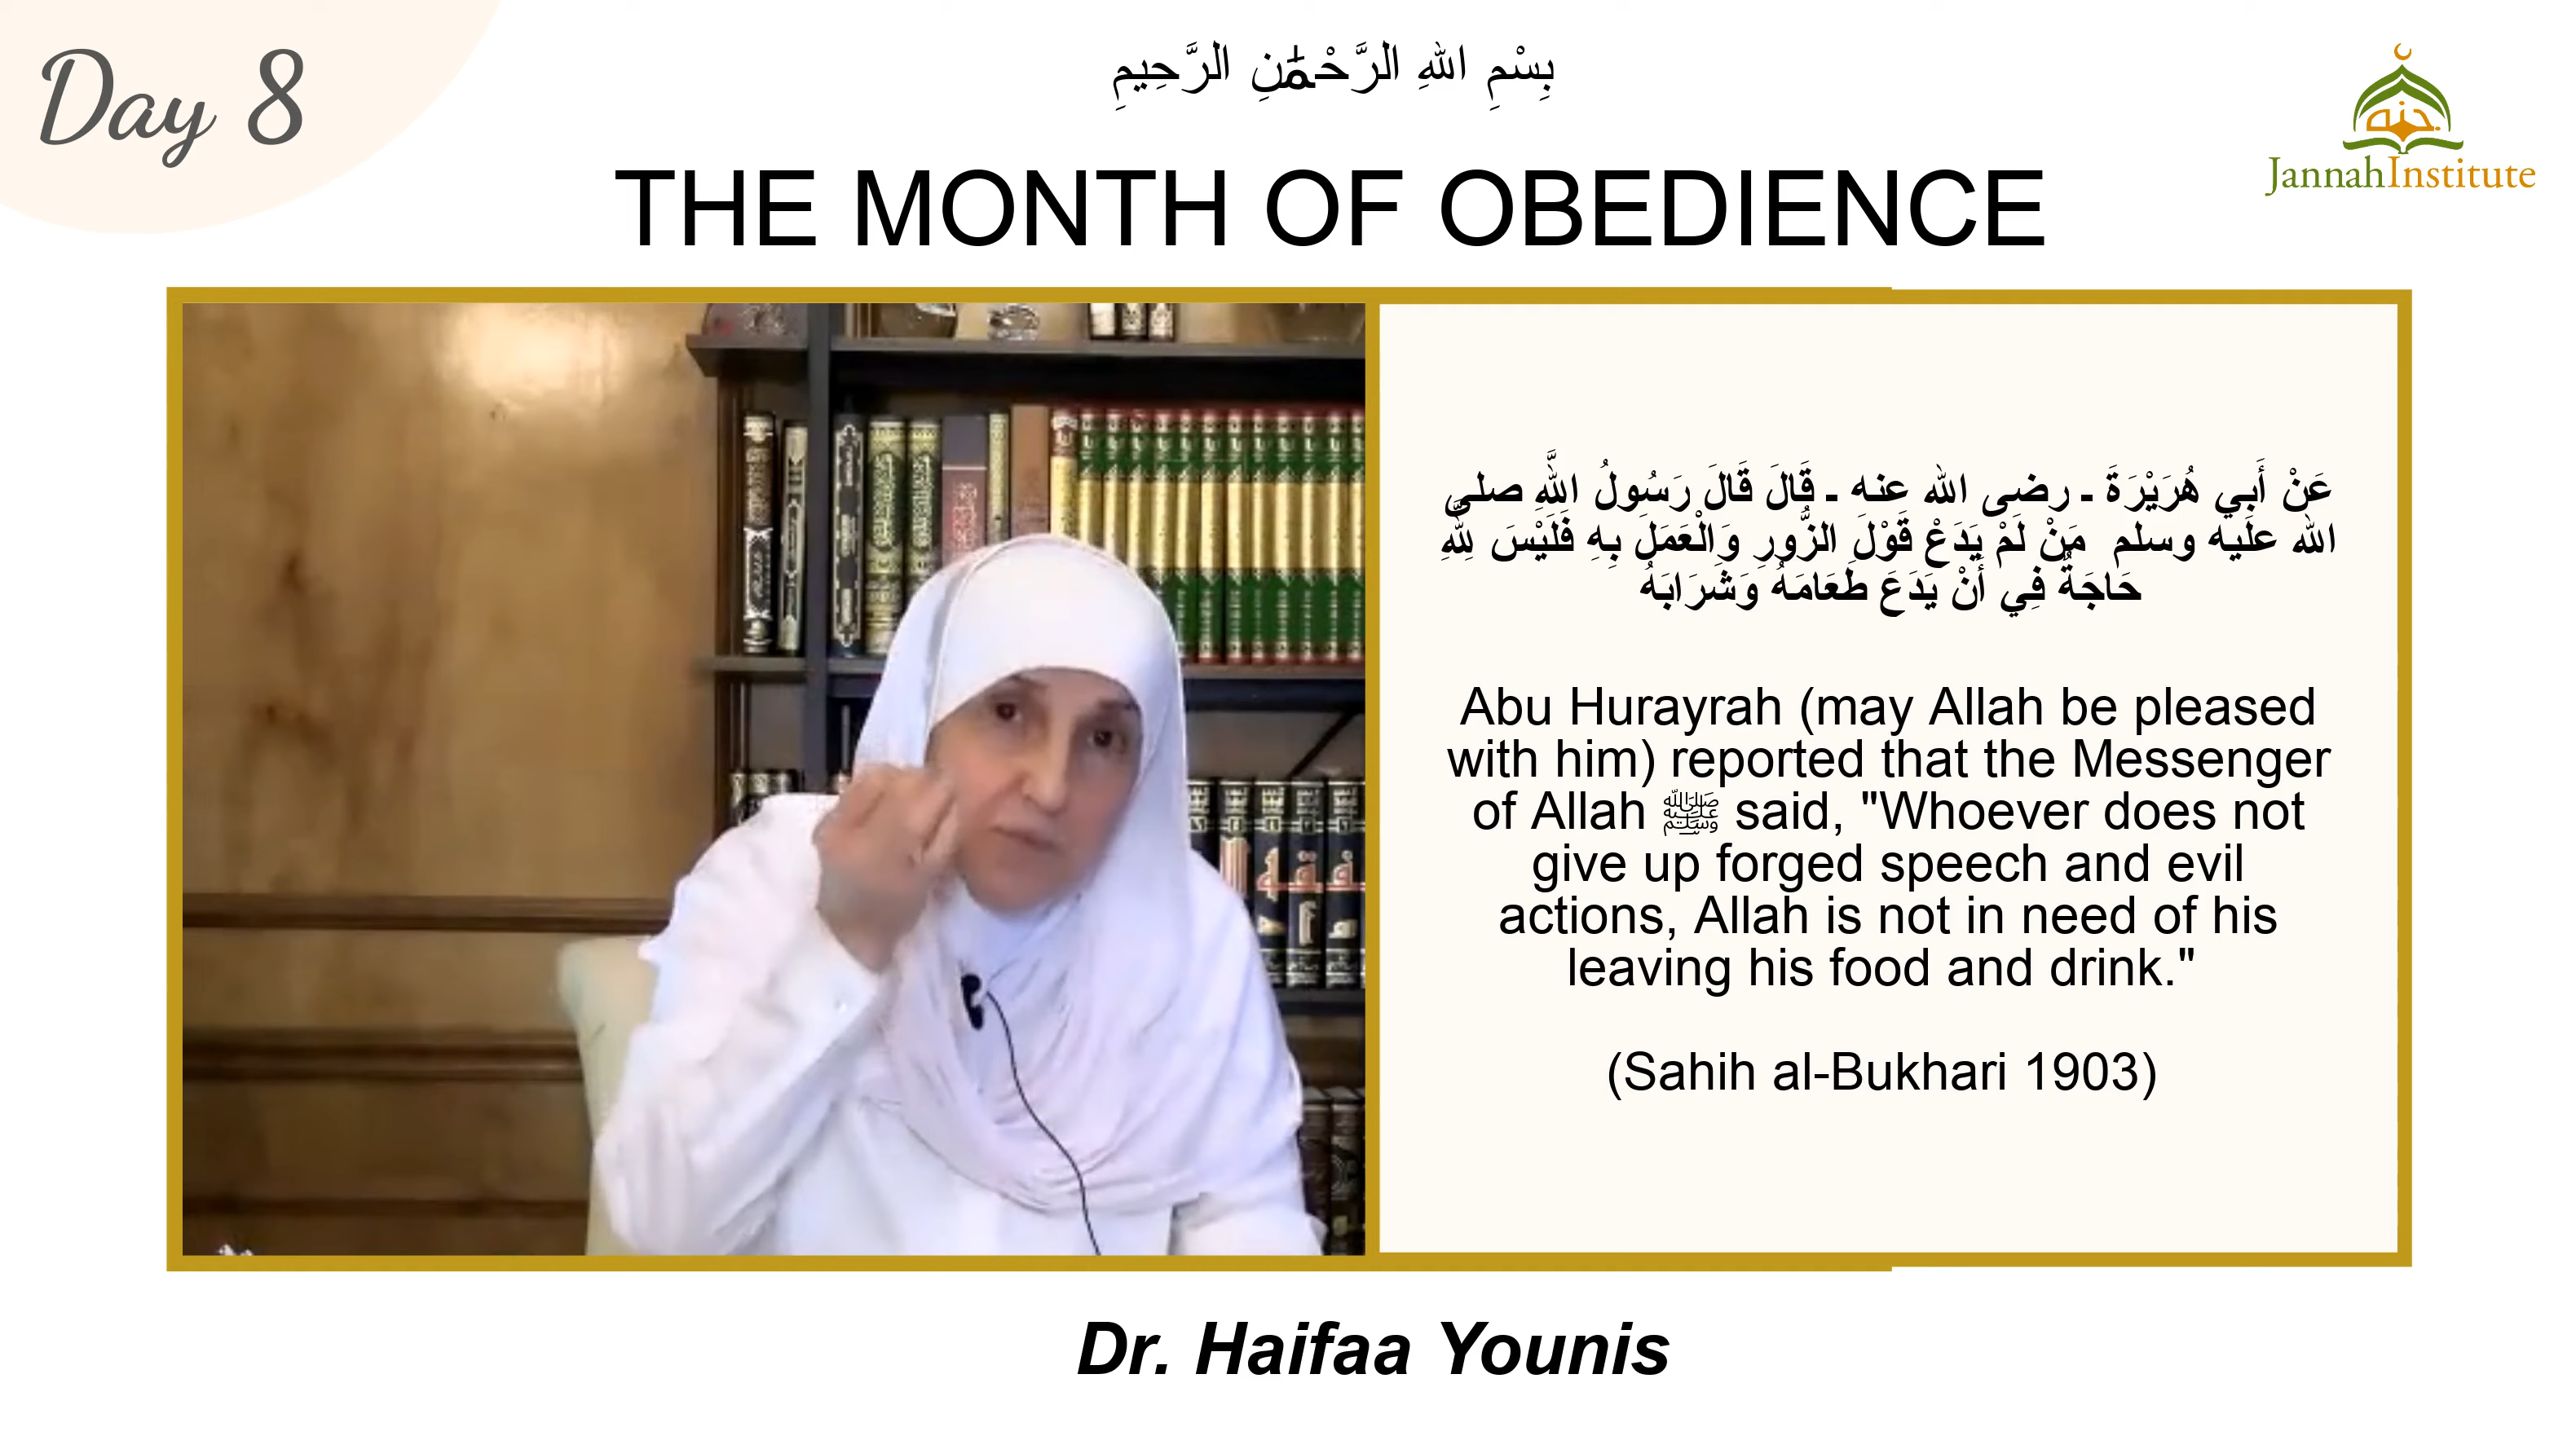 Day 8
بِسْمِ اللهِ الرَّحْمَٰنِ الرَّحِيمِ
جنة
JannahInstitute
THE MONTH OF OBEDIENCE
عَنْ أَبِي هُرَيْرَةَ ـ رضى الله عنه ـ قَالَ قَالَ رَسُولُ اللَّهِ صلى
الله عليه وسلم ‏ مَنْ لَمْ يَدَعْ قَوْلَ الزُّورِ وَالْعَمَلَ بِهِ فَلَيْسَ لِلَّهِ
حَاجَةٌ فِي أَنْ يَدَعَ طَعَامَهُ وَشَرَابَهُ
Abu Hurayrah (may Allah be pleased
with him) reported that the Messenger
of Allah ﷺ said, "Whoever does not
give up forged speech and evil
actions, Allah is not in need of his
leaving his food and drink."
(Sahih al-Bukhari 1903)
Dr. Haifaa Younis